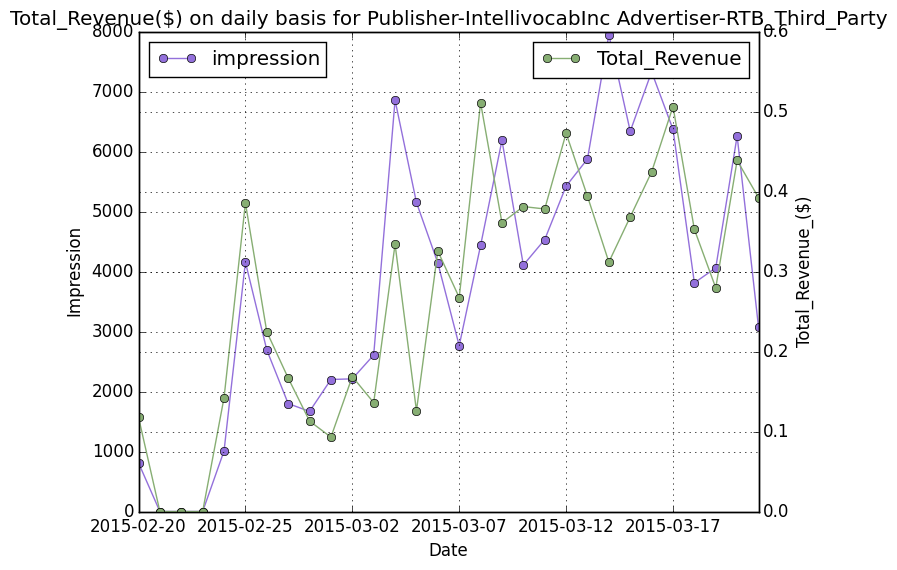 Total_Revenue($) on daily basis for Publisher-IntellivocabInc Advertiser-RTB_Third_Party
impression
Total_Revenue
8000
7000
6000
5000
4000
3000
2000
1000
0
Impression
0.6
0.5
0.4
0.3
0.2
0.1
0.0
Total_Revenue_($)
2015-02-20 2015-02-25 2015-03-02 2015-03-07 2015-03-12 2015-03-17
Date